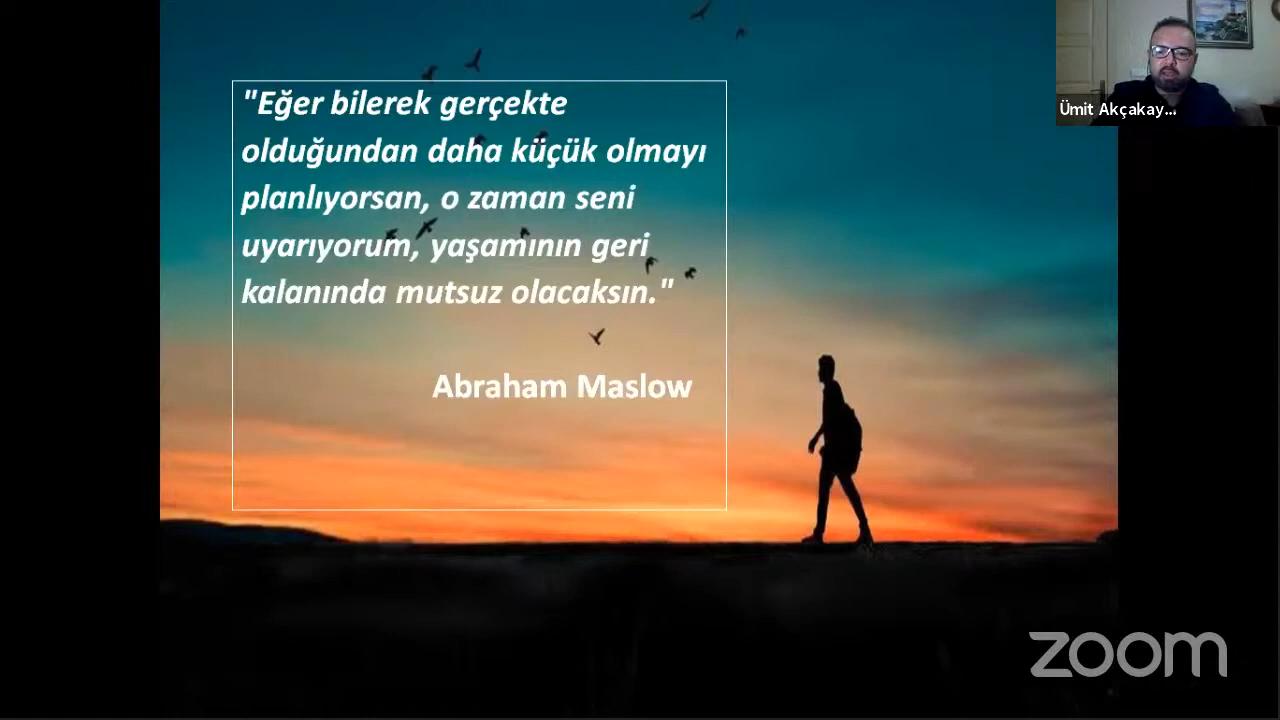 "Eğer bilerek gerçekte
olduğundan daha küçük olmayı
planlıyorsan, o zaman seni
uyarıyorum, yaşamının geri
kalanında mutsuz olacaksın."
Abraham Maslow
Ümit Akçakay...
zoom